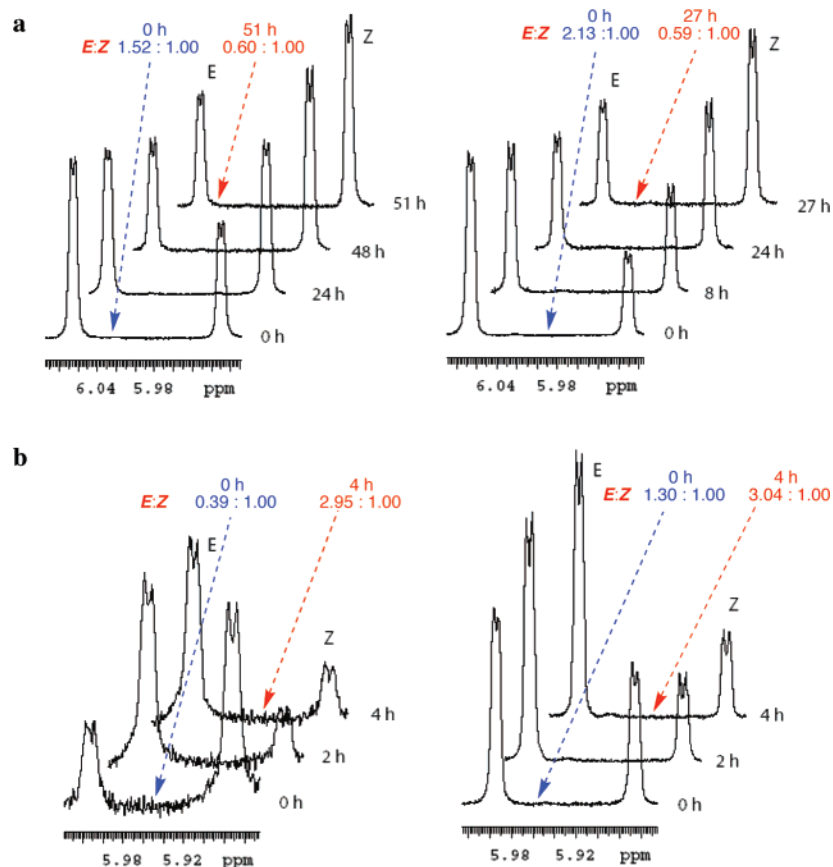 a
0 h 51 h
E:Z 1.52 : 1.00 0.60 : 1.00
E
Z
51 h
48 h
24 h
0 h
6.04 5.98 ppm
0 h 27 h
E:Z 2.13 :1.00 0.59 : 1.00
E
Z
27 h
24 h
8 h
0 h
6.04 5.98 ppm
b
0 h 4 h
E:Z 0.39 : 1.00 2.95 : 1.00
E
Z
4 h
2 h
0 h
5.98 5.92 ppm
0 h 4 h
E:Z 1.30 : 1.00 3.04 : 1.00
E
Z
4 h
2 h
0 h
5.98 5.92 ppm